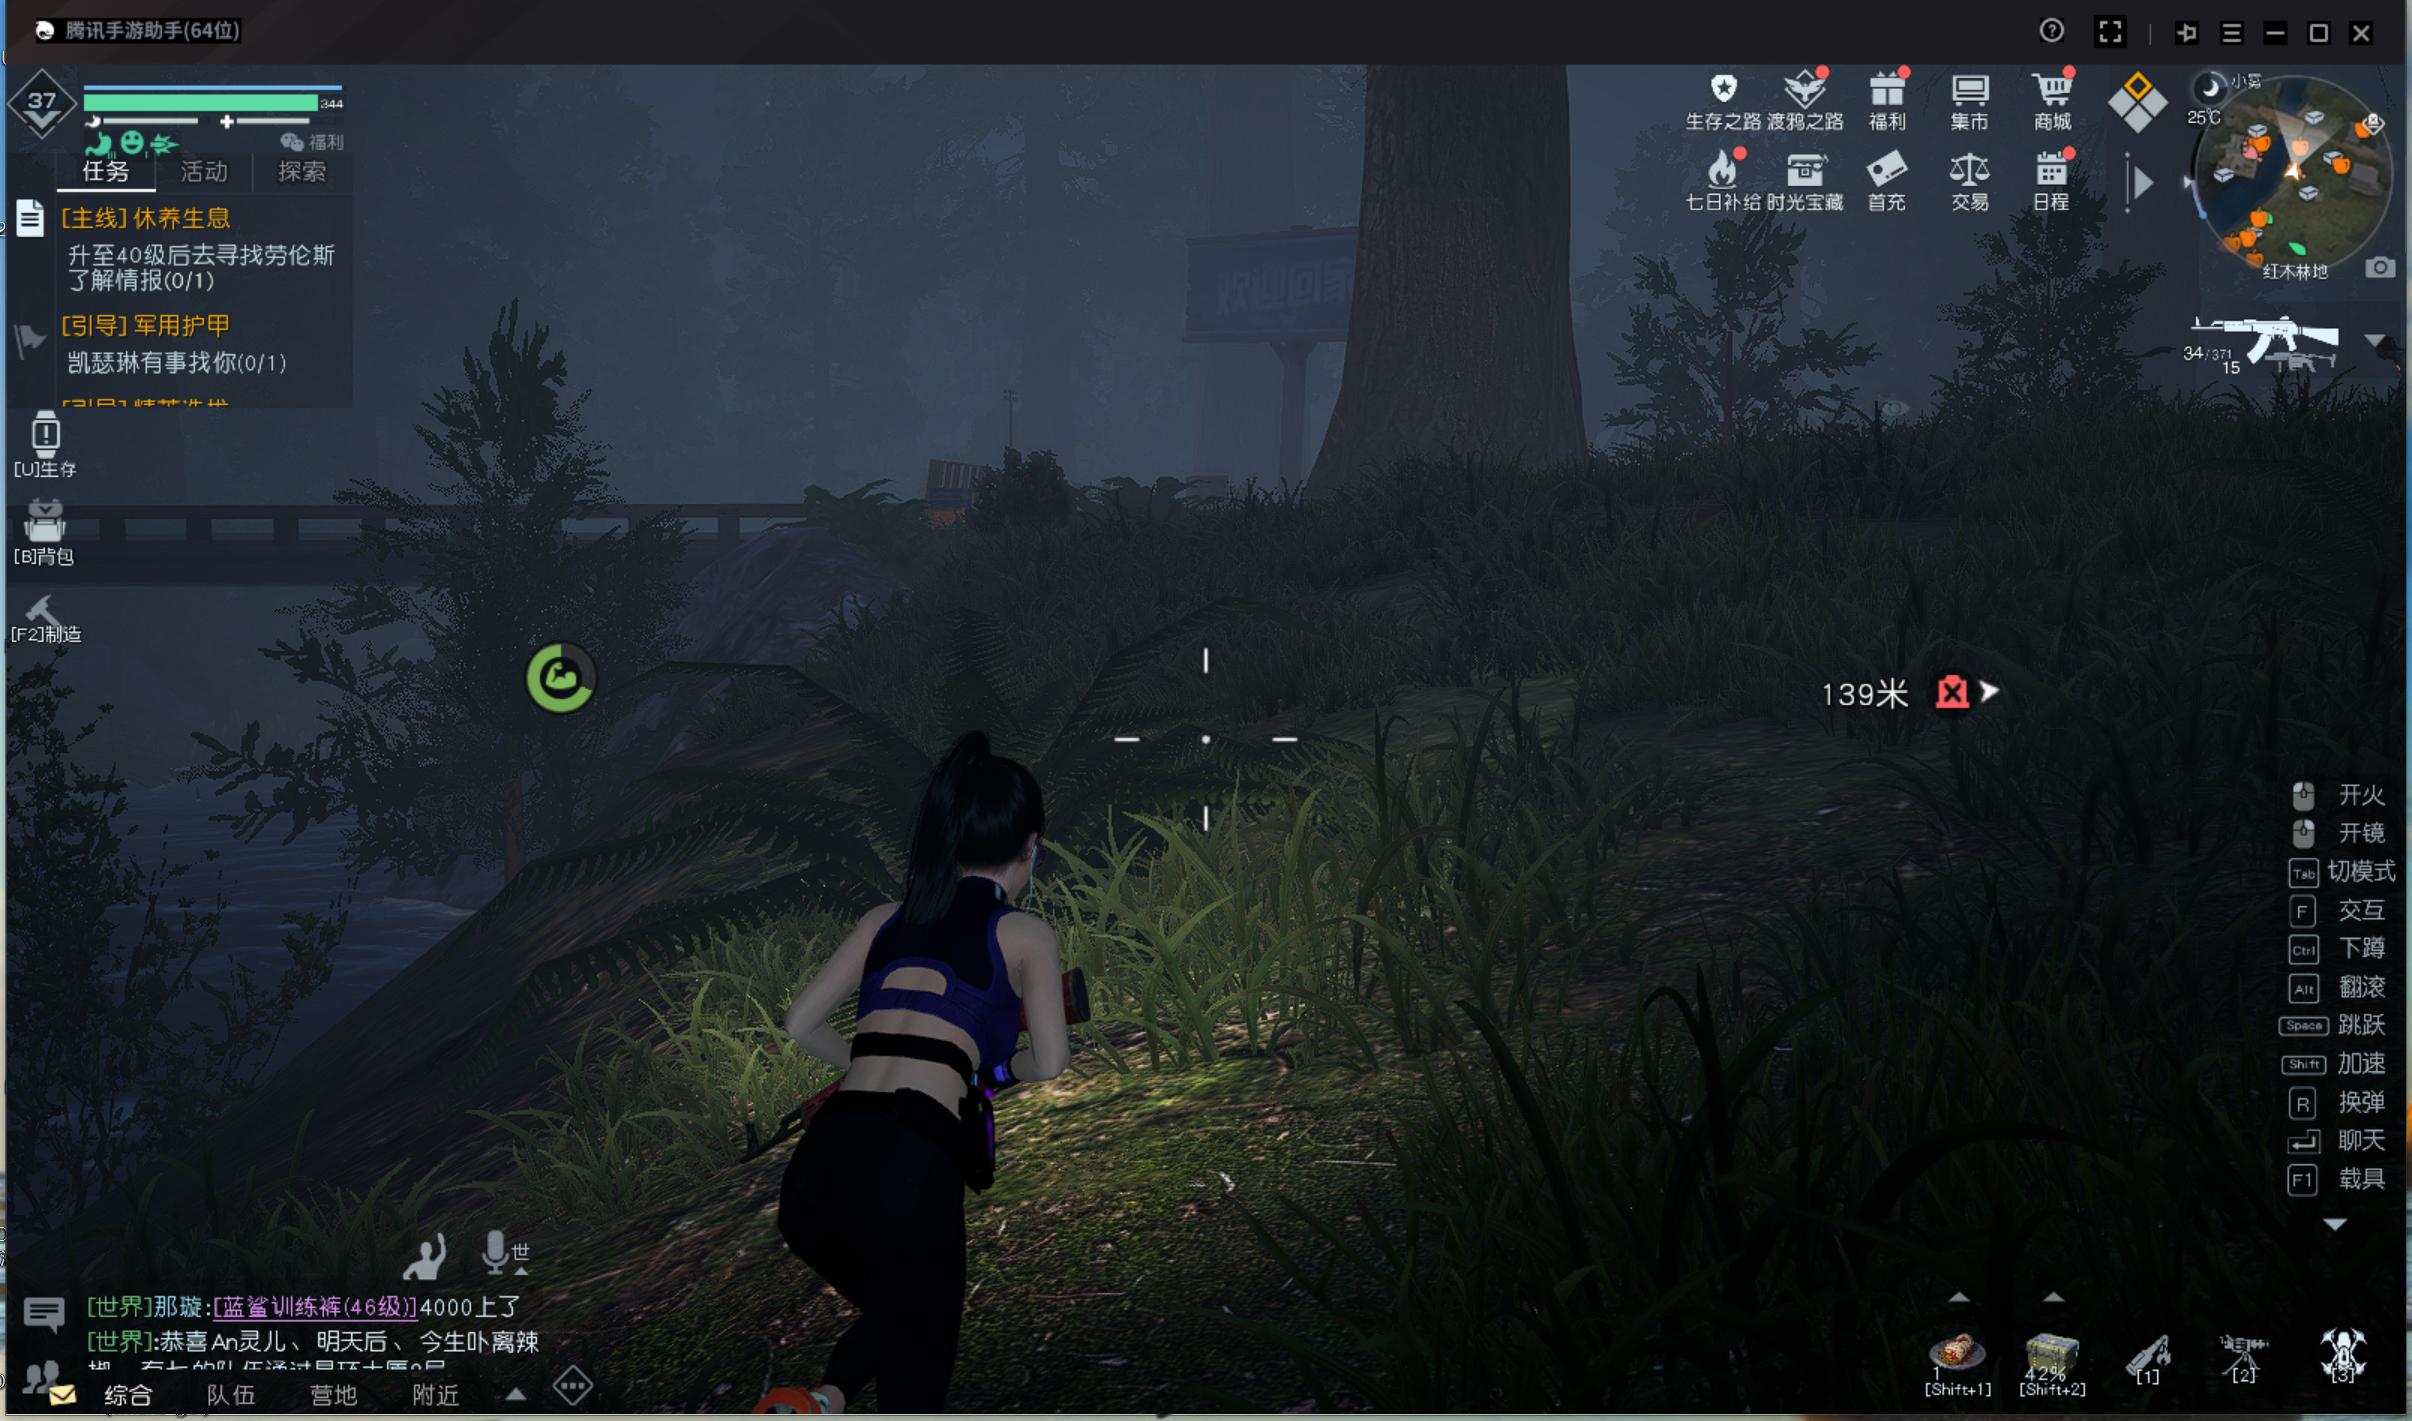 腾讯手游助手(64位)
37
344
福利
任务
活动
探索
[主线] 休养生息
升至40级后去寻找劳伦斯
了解情报(0/1)
[引导] 军用护甲
凯瑟琳有事找你(0/1)
[U]生存
[B]背包
[F2]制造
生存之路
渡鸦之路
福利
集市
商城
七日补给
时光宝藏
首充
交易
日程
小雾
25℃
红木林地
34/371
15
欢迎回家
139米
开火
开镜
Tab 切模式
F 交互
Ctrl 下蹲
Alt 翻滚
Space 跳跃
Shift 加速
R 换弹
聊天
F1 载具
世
[世界]那璇:[蓝鲨训练裤(46级)]4000上了
[世界]:恭喜An灵儿、明天后、今生卟离辣
综合
队伍
营地
附近
1
[Shift+1]
42%
[Shift+2]
[1]
[2]
[3]